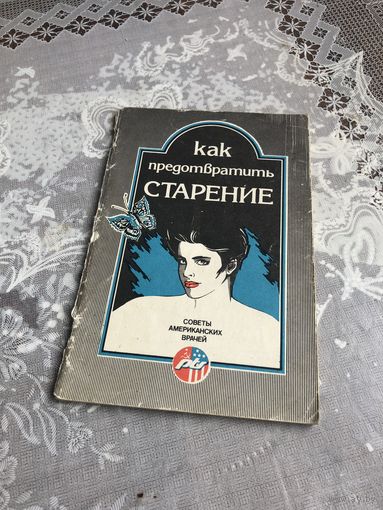 как
предотвратить
СТАРЕНИЕ
СОВЕТЫ
АМЕРИКАНСКИХ
ВРАЧЕЙ